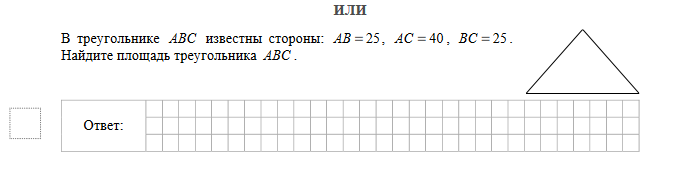 ИЛИ
В треугольнике ABC известны стороны: AB = 25, AC = 40, BC = 25.
Найдите площадь треугольника ABC.
Ответ: